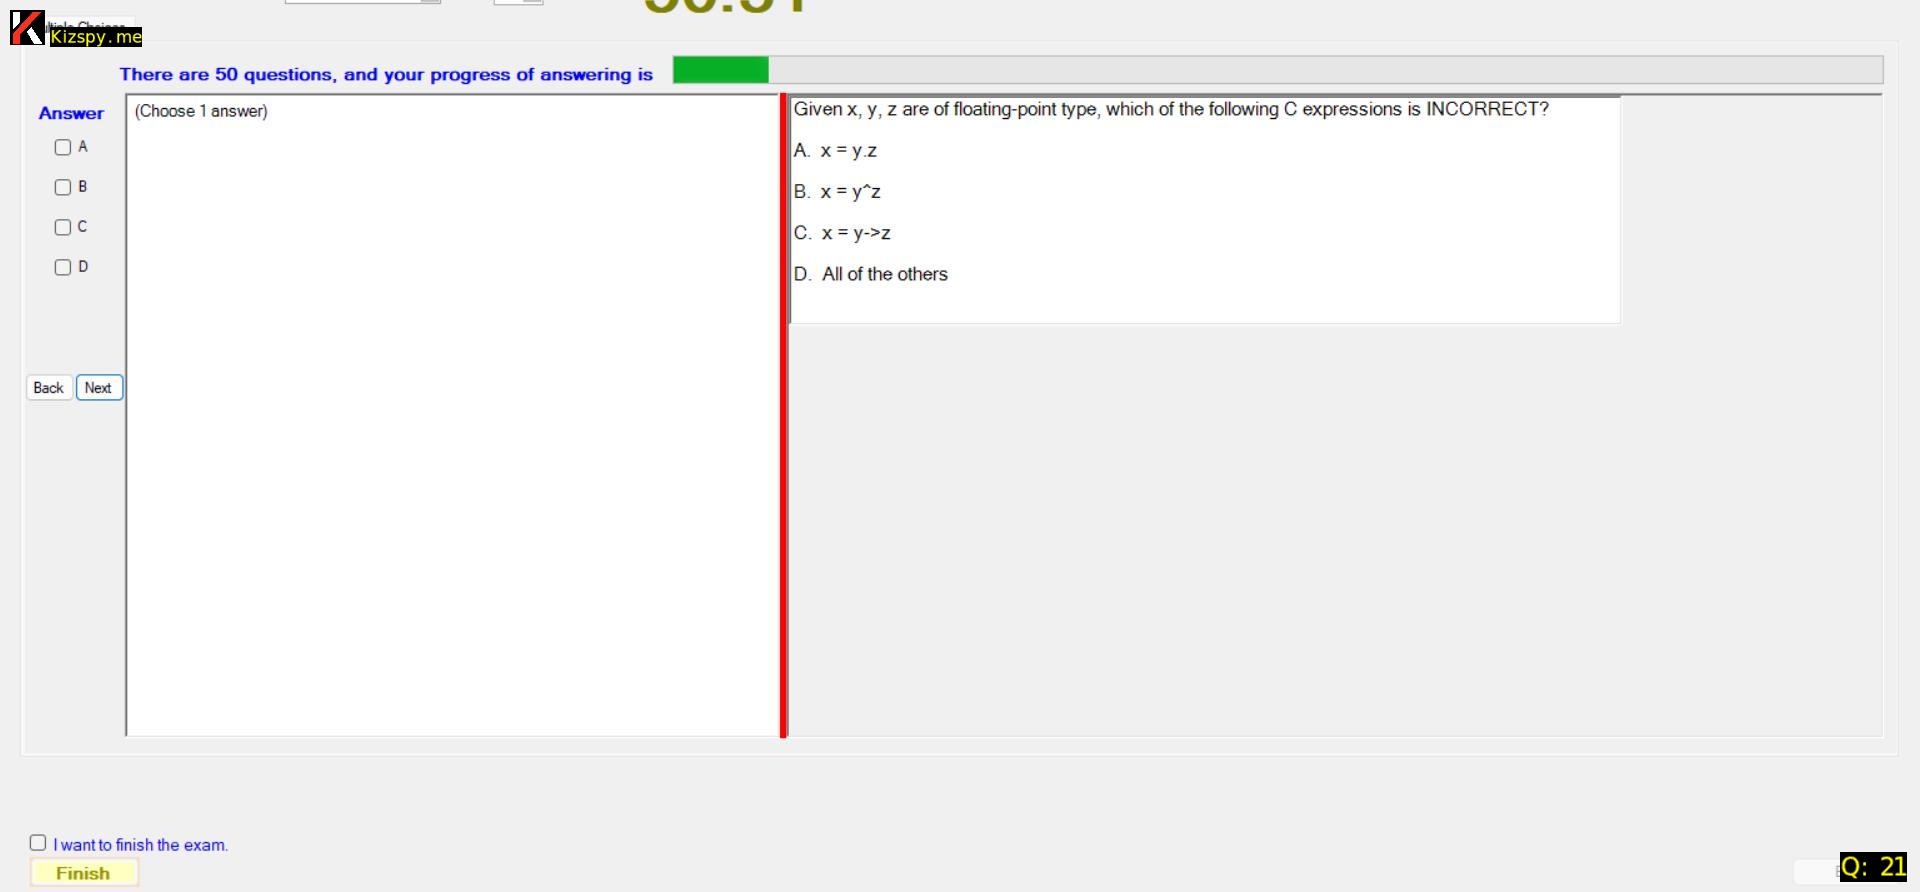 Kizspy.me
There are 50 questions, and your progress of answering is
Answer
(Choose 1 answer)
A
B
C
D
Given x, y, z are of floating-point type, which of the following C expressions is INCORRECT?
A. x = y.z
B. x = y^z
C. x = y->z
D. All of the others
Back
Next
I want to finish the exam.
Finish
Q: 21